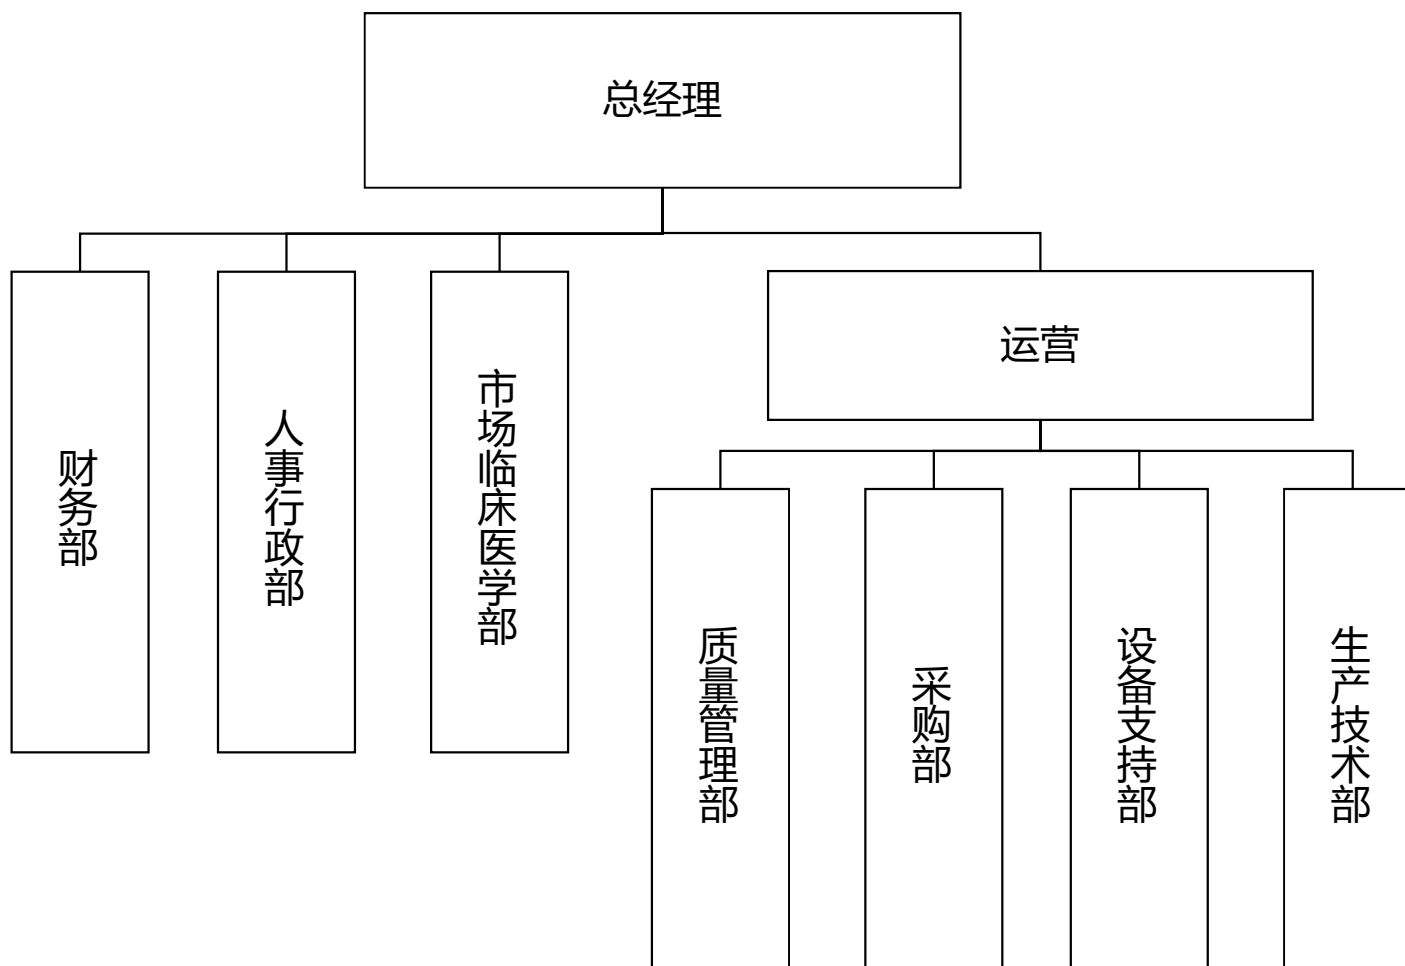 总经理
运营
财务部
人事行政部
市场临床医学部
质量管理部
采购部
设备支持部
生产技术部